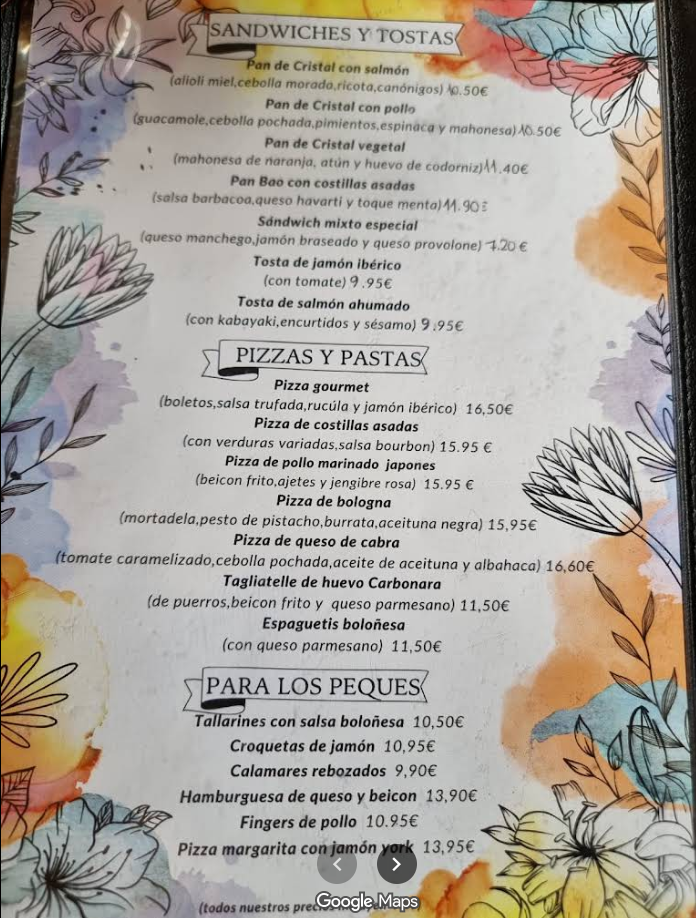 SANDWICHES Y TOSTAS
Pan de Cristal con salmón
(alioli miel,cebolla morada,ricota,canónigos) 10.50€
Pan de Cristal con pollo
(guacamole,cebolla pochada,pimientos,espinaca y mahonesa) 10.50€
Pan de Cristal vegetal
(mahonesa de naranja, atún y huevo de codorniz) 11.40€
Pan Bao con costillas asadas
(salsa barbacoa,queso havarti y toque menta) 11.90€
Sándwich mixto especial
(queso manchego,jamón braseado y queso provolone) 7.20 €
Tosta de jamón ibérico
(con tomate) 9.95€
Tosta de salmón ahumado
(con kabayaki,encurtidos y sésamo) 9.95€
PIZZAS Y PASTAS
Pizza gourmet
(boletos,salsa trufada,rucúla y jamón ibérico) 16,50€
Pizza de costillas asadas
(con verduras variadas,salsa bourbon) 15.95 €
Pizza de pollo marinado japones
(beicon frito,ajetes y jengibre rosa) 15.95 €
Pizza de bologna
(mortadela,pesto de pistacho,burrata,aceituna negra) 15,95€
Pizza de queso de cabra
(tomate caramelizado,cebolla pochada,aceite de aceituna y albahaca) 16,60€
Tagliatelle de huevo Carbonara
(de puerros,beicon frito y queso parmesano) 11,50€
Espaguetis boloñesa
(con queso parmesano) 11,50€
PARA LOS PEQUES
Tallarines con salsa boloñesa 10,50€
Croquetas de jamón 10,95€
Calamares rebozados 9,90€
Hamburguesa de queso y beicon 13,90€
Fingers de pollo 10.95€
Pizza margarita con jamón york 13,95€
(todos nuestros
Google Maps